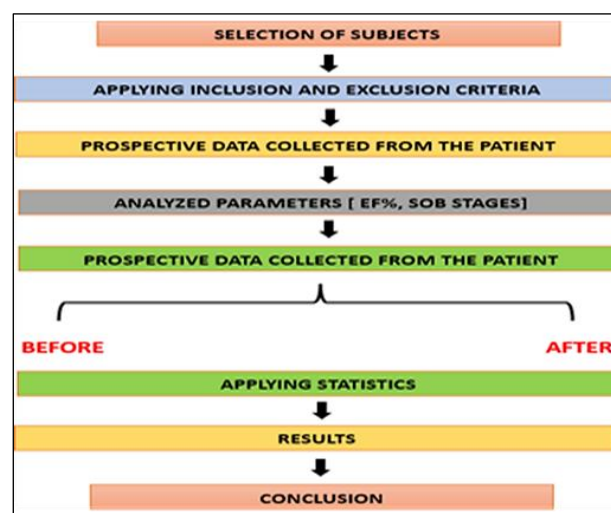 SELECTION OF SUBJECTS
APPLYING INCLUSION AND EXCLUSION CRITERIA
PROSPECTIVE DATA COLLECTED FROM THE PATIENT
ANALYZED PARAMETERS [ EF%, SOB STAGES]
PROSPECTIVE DATA COLLECTED FROM THE PATIENT
BEFORE AFTER
APPLYING STATISTICS
RESULTS
CONCLUSION